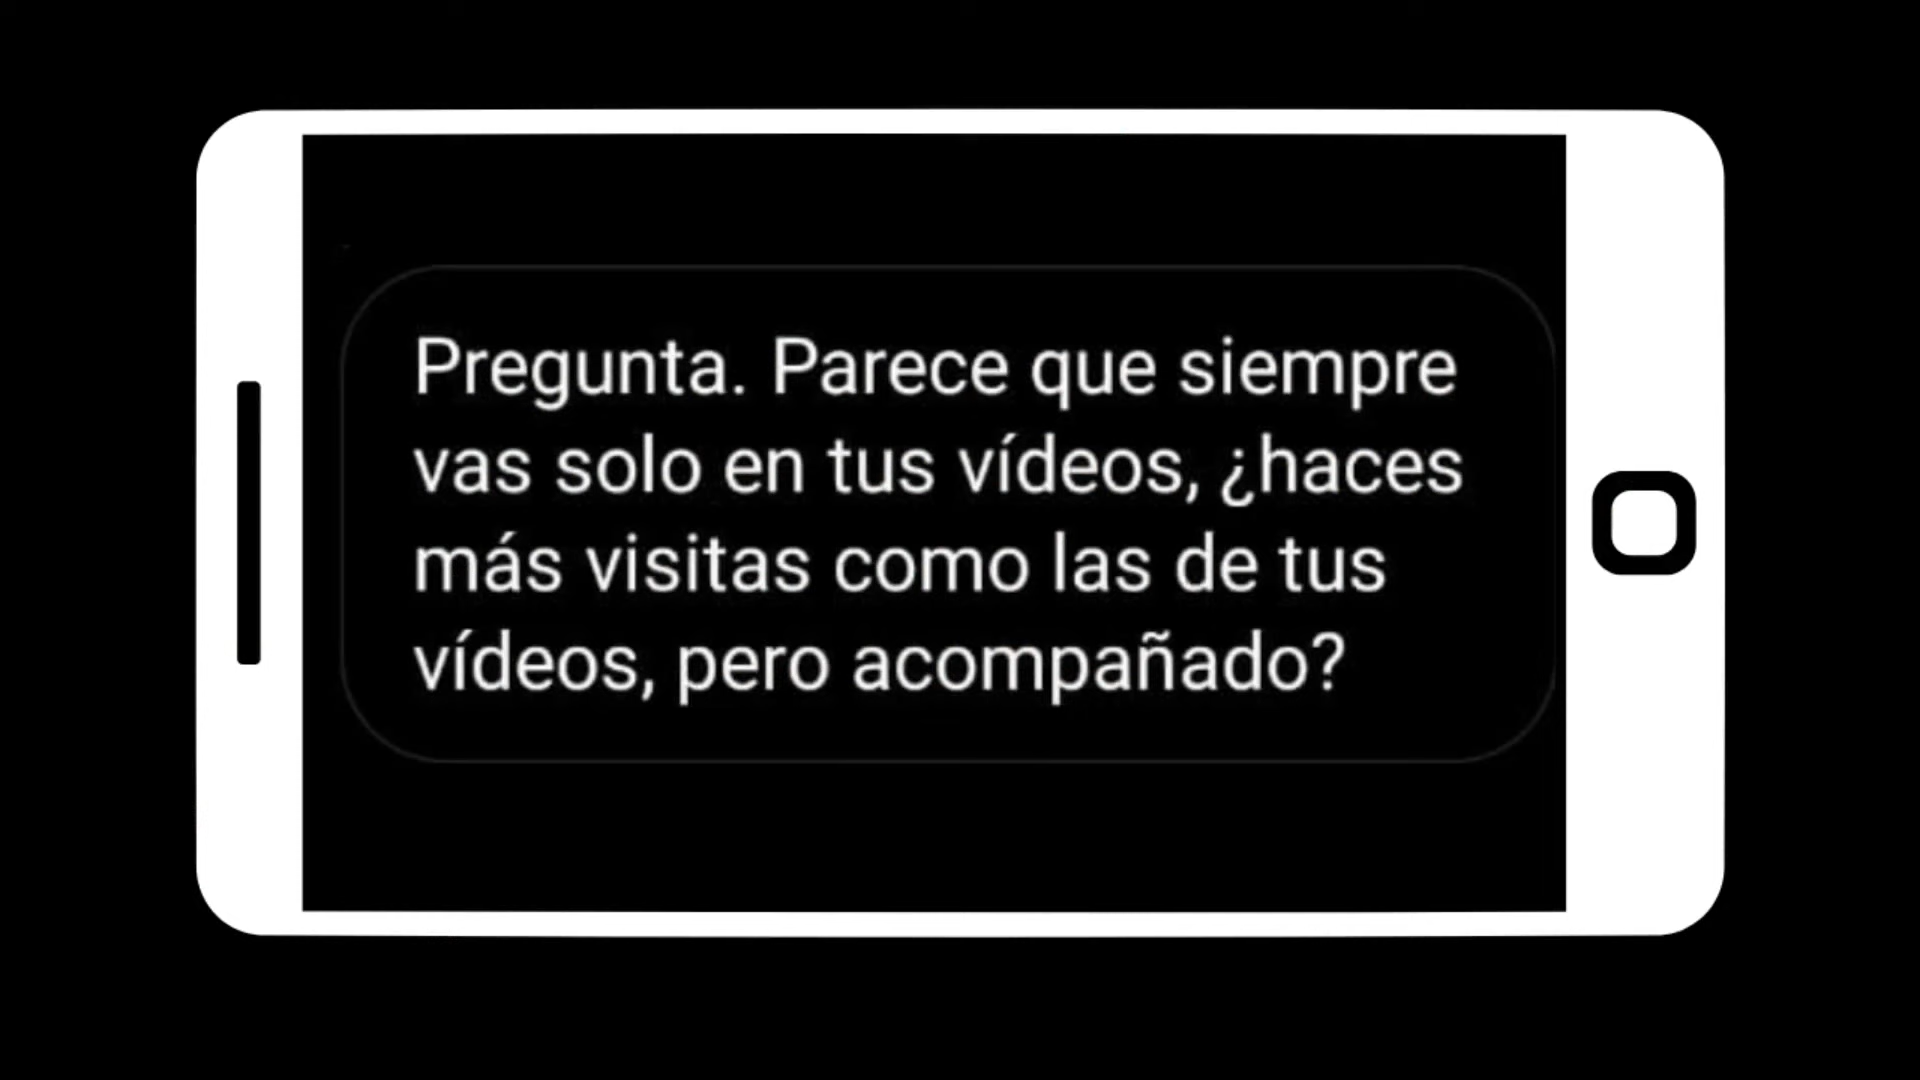 Pregunta. Parece que siempre
vas solo en tus vídeos, ¿haces
más visitas como las de tus
vídeos, pero acompañado?